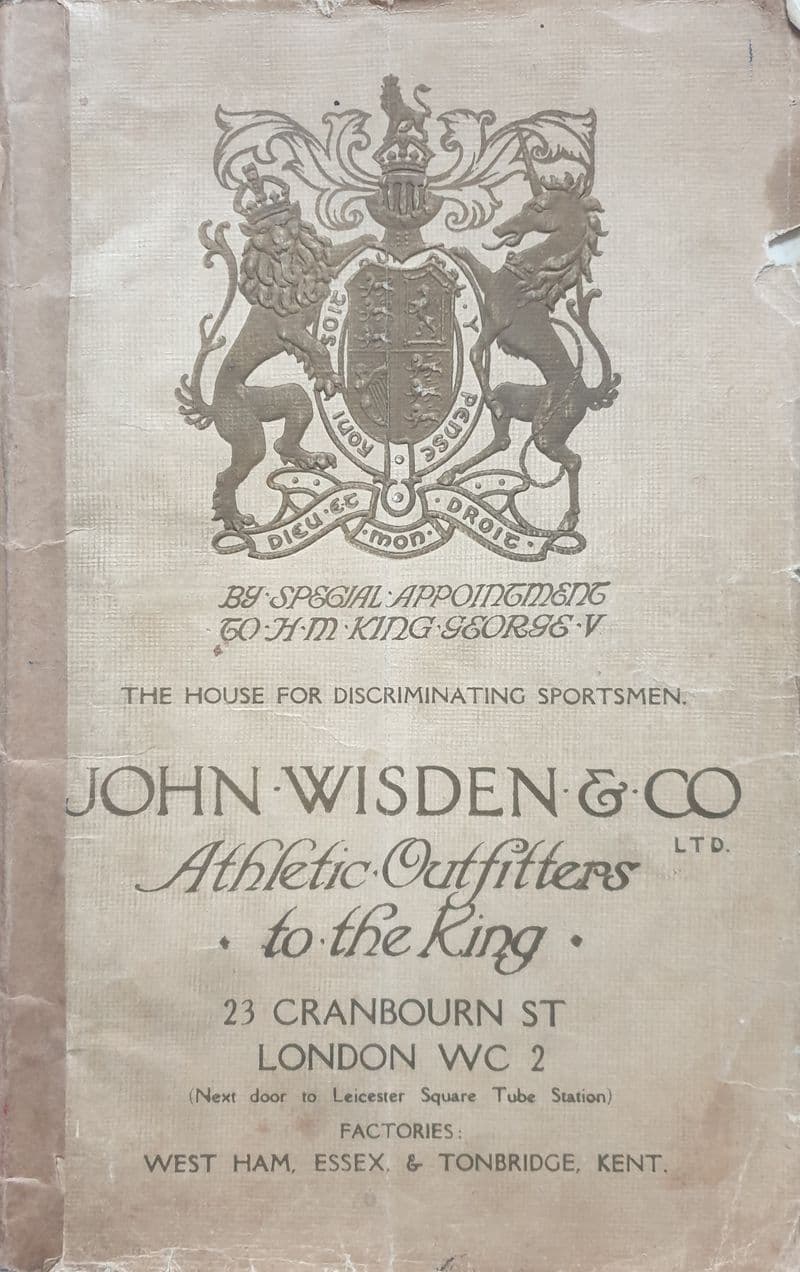 HONI SOIT QUI MAL Y PENSE
DIEU·ET·MON·DROIT·
BY·SPECIAL·APPOINTMENT
TO·H·M·KING·GEORGE·V
THE HOUSE FOR DISCRIMINATING SPORTSMEN.
JOHN·WISDEN·&·CO
LTD.
Athletic·Outfitters
·to·the King·
23 CRANBOURN ST
LONDON WC 2
(Next door to Leicester Square Tube Station)
FACTORIES:
WEST HAM, ESSEX, & TONBRIDGE, KENT.